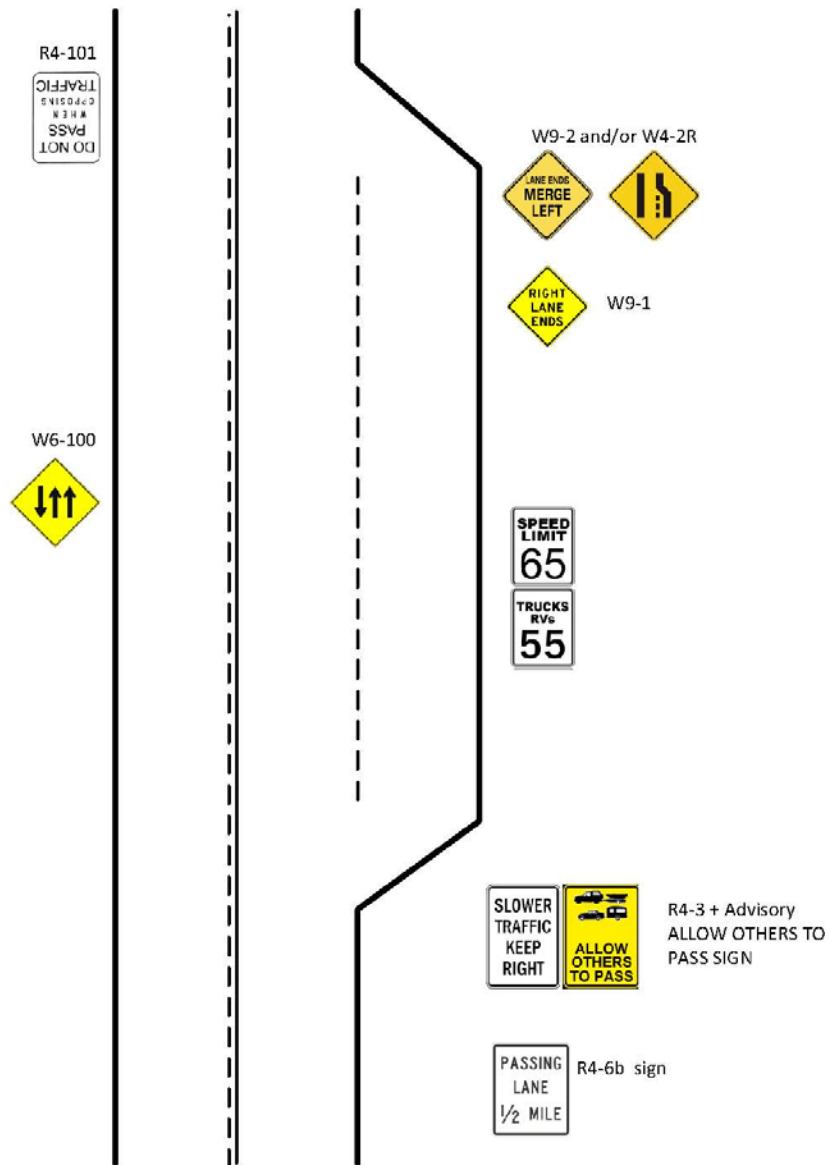 R4-101
DO NOT
PASS
WHEN
OPPOSING
TRAFFIC
W9-2 and/or W4-2R
LANE ENDS
MERGE
LEFT
RIGHT
LANE
ENDS
W9-1
W6-100
SPEED
LIMIT
65
TRUCKS
RVs
55
SLOWER
TRAFFIC
KEEP
RIGHT
ALLOW
OTHERS
TO PASS
R4-3 + Advisory
ALLOW OTHERS TO
PASS SIGN
PASSING
LANE
1/2 MILE
R4-6b sign